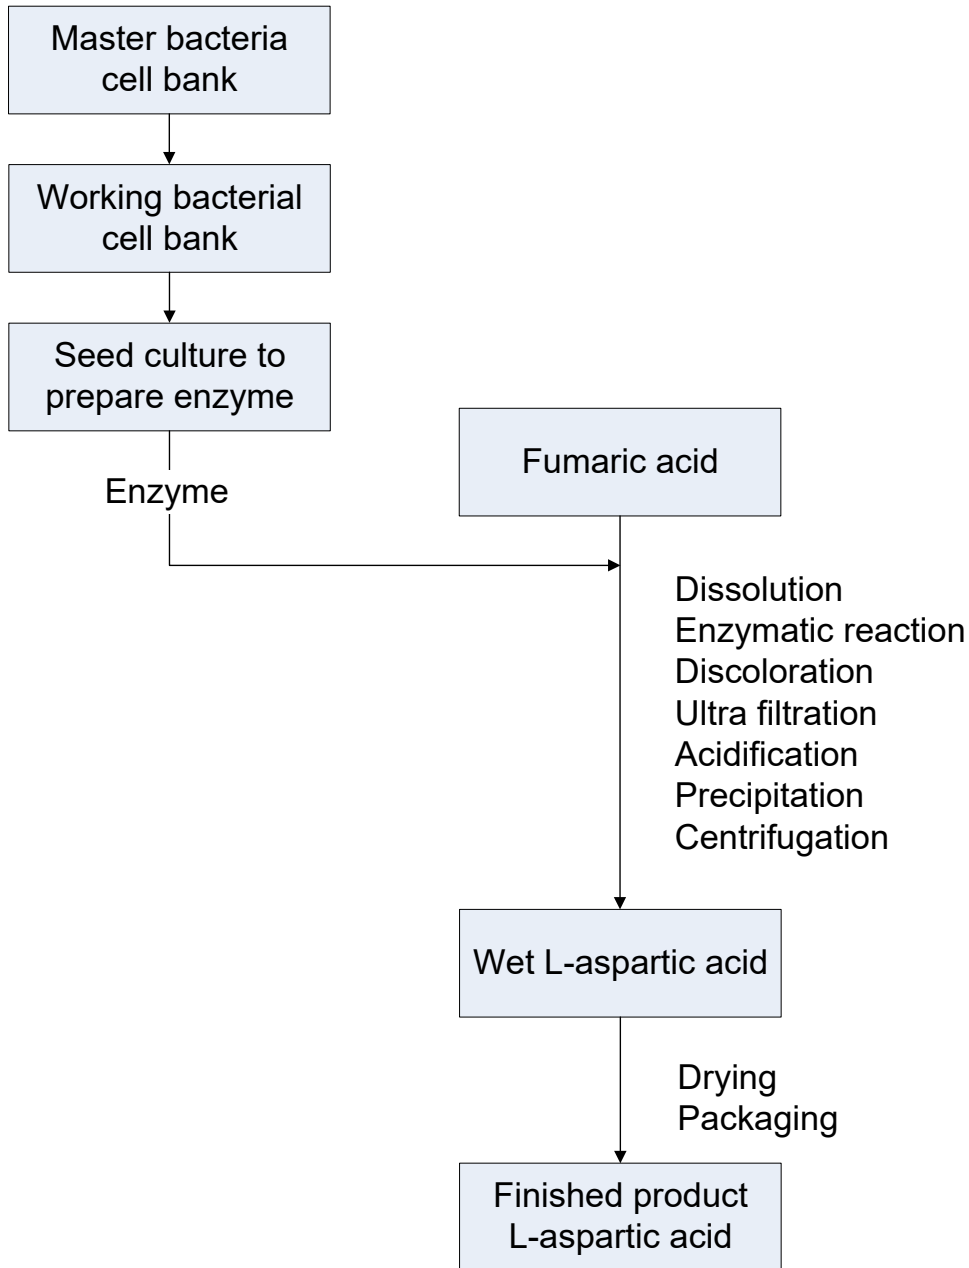 Master bacteria
cell bank
Working bacterial
cell bank
Seed culture to
prepare enzyme
Enzyme
Fumaric acid
Dissolution
Enzymatic reaction
Discoloration
Ultra filtration
Acidification
Precipitation
Centrifugation
Wet L-aspartic acid
Drying
Packaging
Finished product
L-aspartic acid